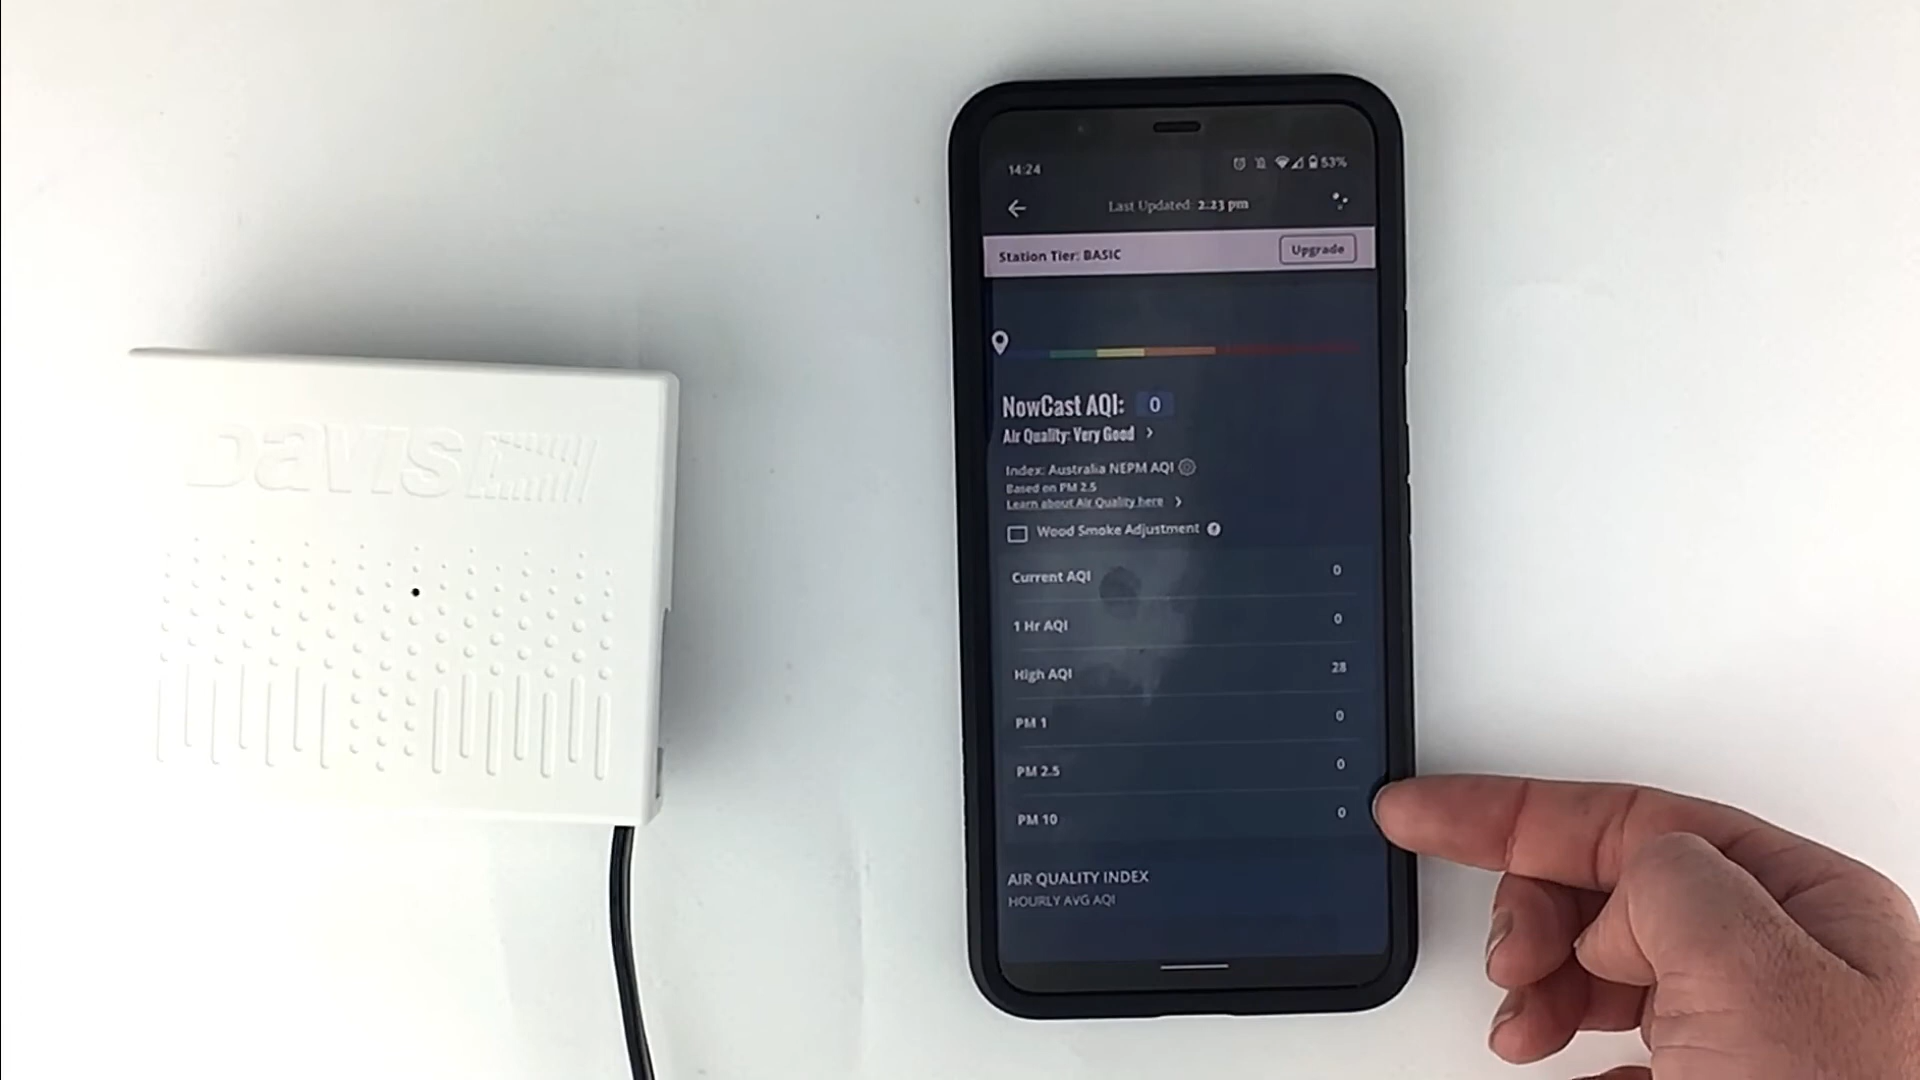 DAVIS
14:24
53%
Last Updated 2:23 pm
Station Tier: BASIC
Upgrade
NowCast AQI: 0
Air Quality: Very Good >
Index: Australia NEPM AQI
Based on PM 2.5
Learn about Air Quality here >
Wood Smoke Adjustment
Current AQI 0
1 Hr AQI 0
High AQI 28
PM 1 0
PM 2.5 0
PM 10 0
AIR QUALITY INDEX
HOURLY AVG AQI